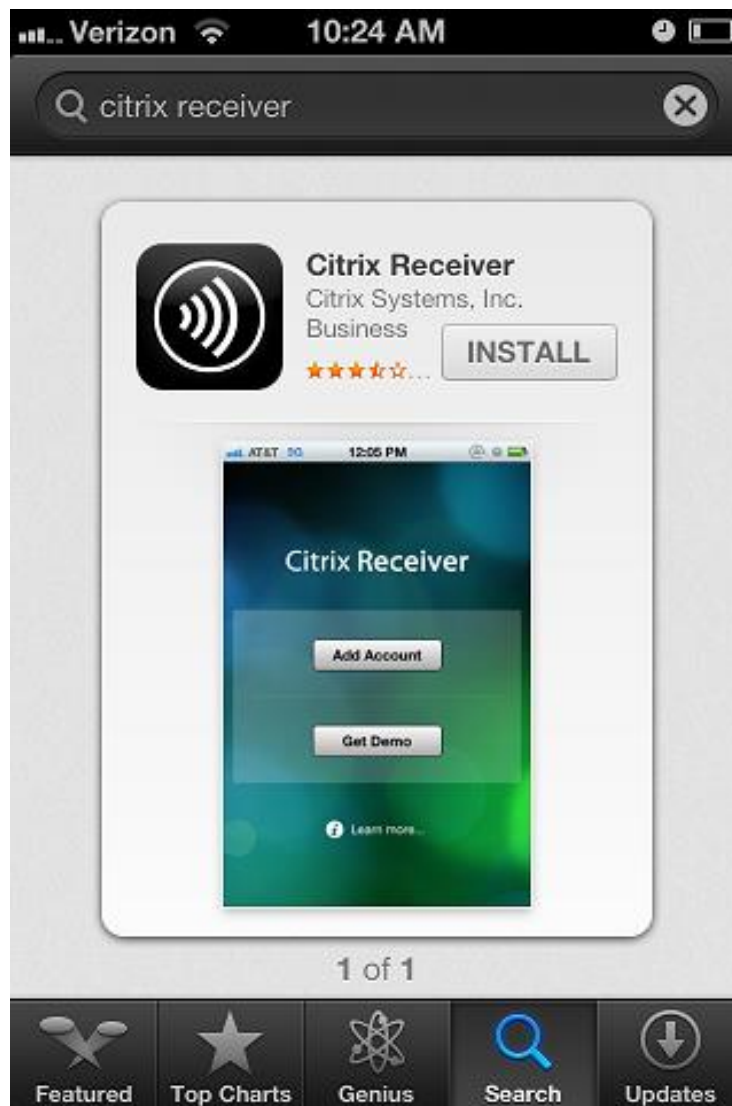 Verizon 10:24 AM
citrix receiver
Citrix Receiver
Citrix Systems, Inc.
Business
INSTALL
...
AT&T 3G 12:05 PM
Citrix Receiver
Add Account
Get Demo
Learn more...
1 of 1
Featured Top Charts Genius Search Updates